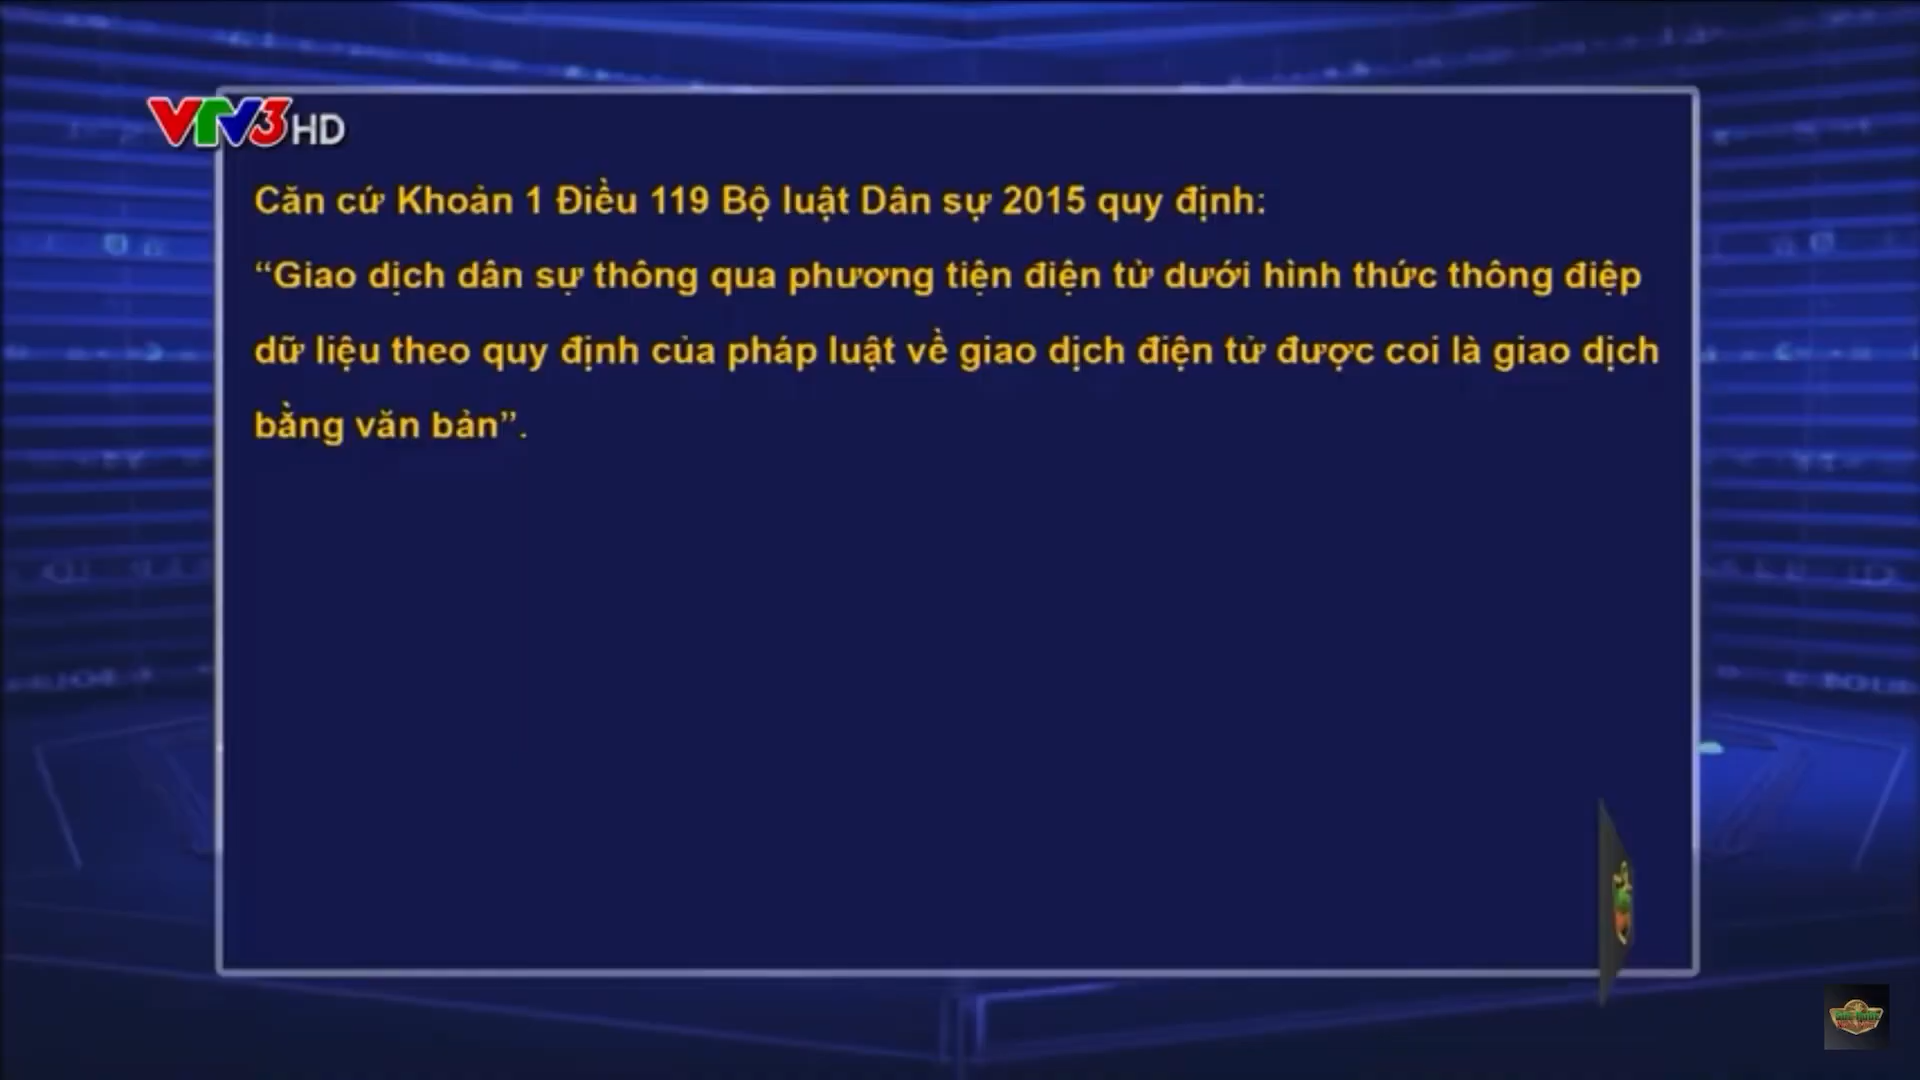 VTV3 HD
Căn cứ Khoản 1 Điều 119 Bộ luật Dân sự 2015 quy định:
“Giao dịch dân sự thông qua phương tiện điện tử dưới hình thức thông điệp
dữ liệu theo quy định của pháp luật về giao dịch điện tử được coi là giao dịch
bằng văn bản”.